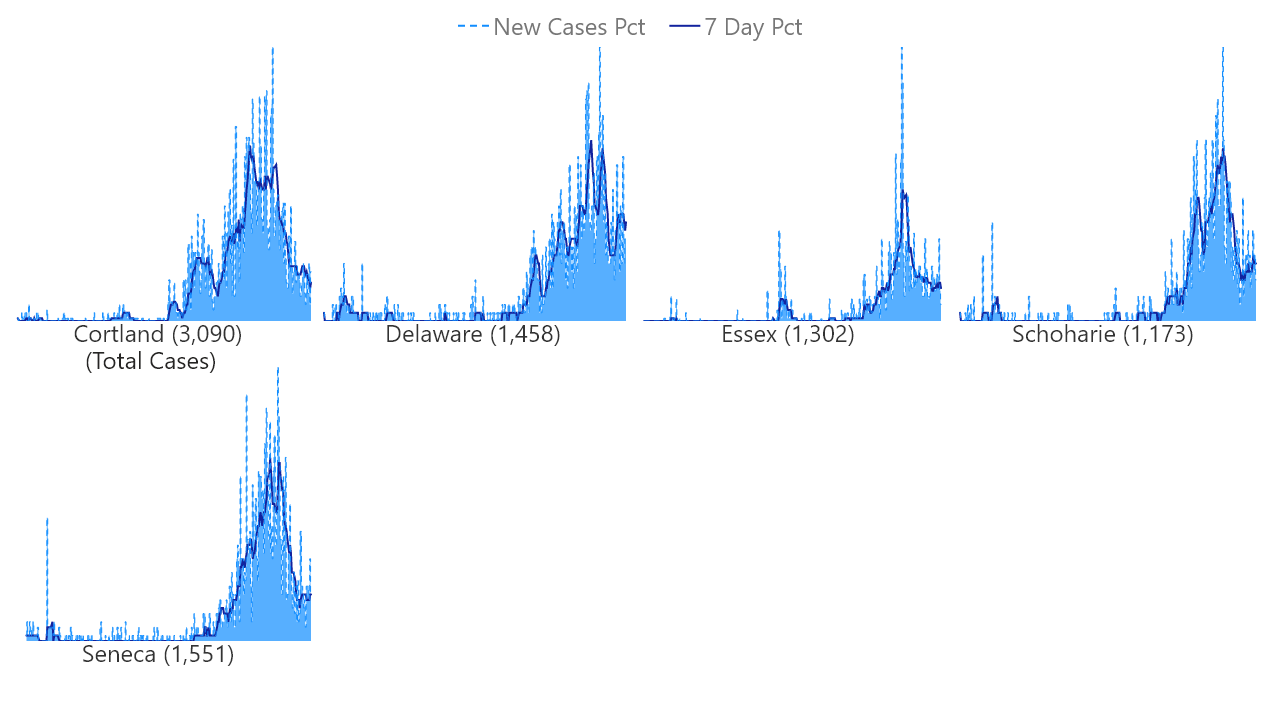 New Cases Pct 7 Day Pct
Cortland (3,090)
(Total Cases)
Delaware (1,458)
Essex (1,302)
Schoharie (1,173)
Seneca (1,551)